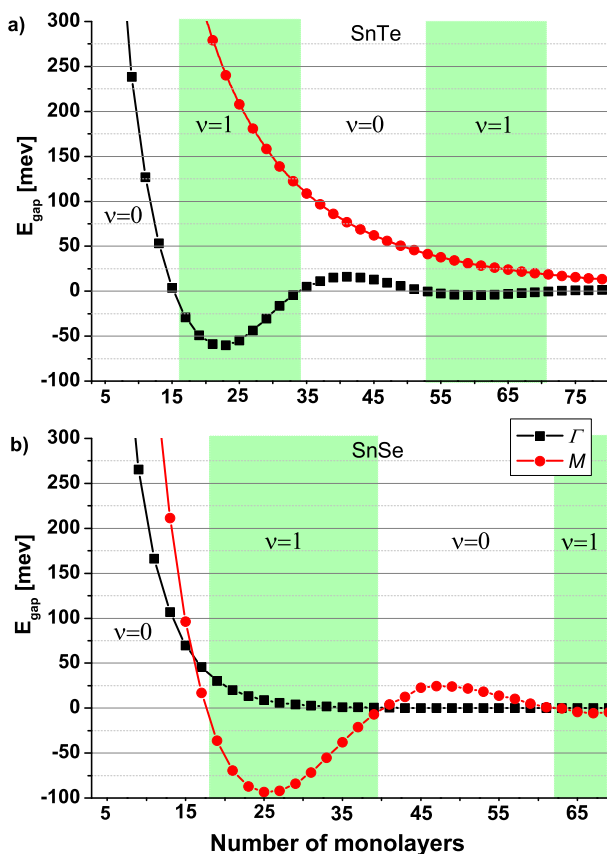 a)
SnTe
300
250
200
150
100
50
0
-50
-100
E_gap [mev]
ν=0
ν=1
ν=0
ν=1
5 15 25 35 45 55 65 75
b)
SnSe
Γ
M
300
250
200
150
100
50
0
-50
-100
E_gap [mev]
ν=0
ν=1
ν=0
ν=1
5 15 25 35 45 55 65
Number of monolayers